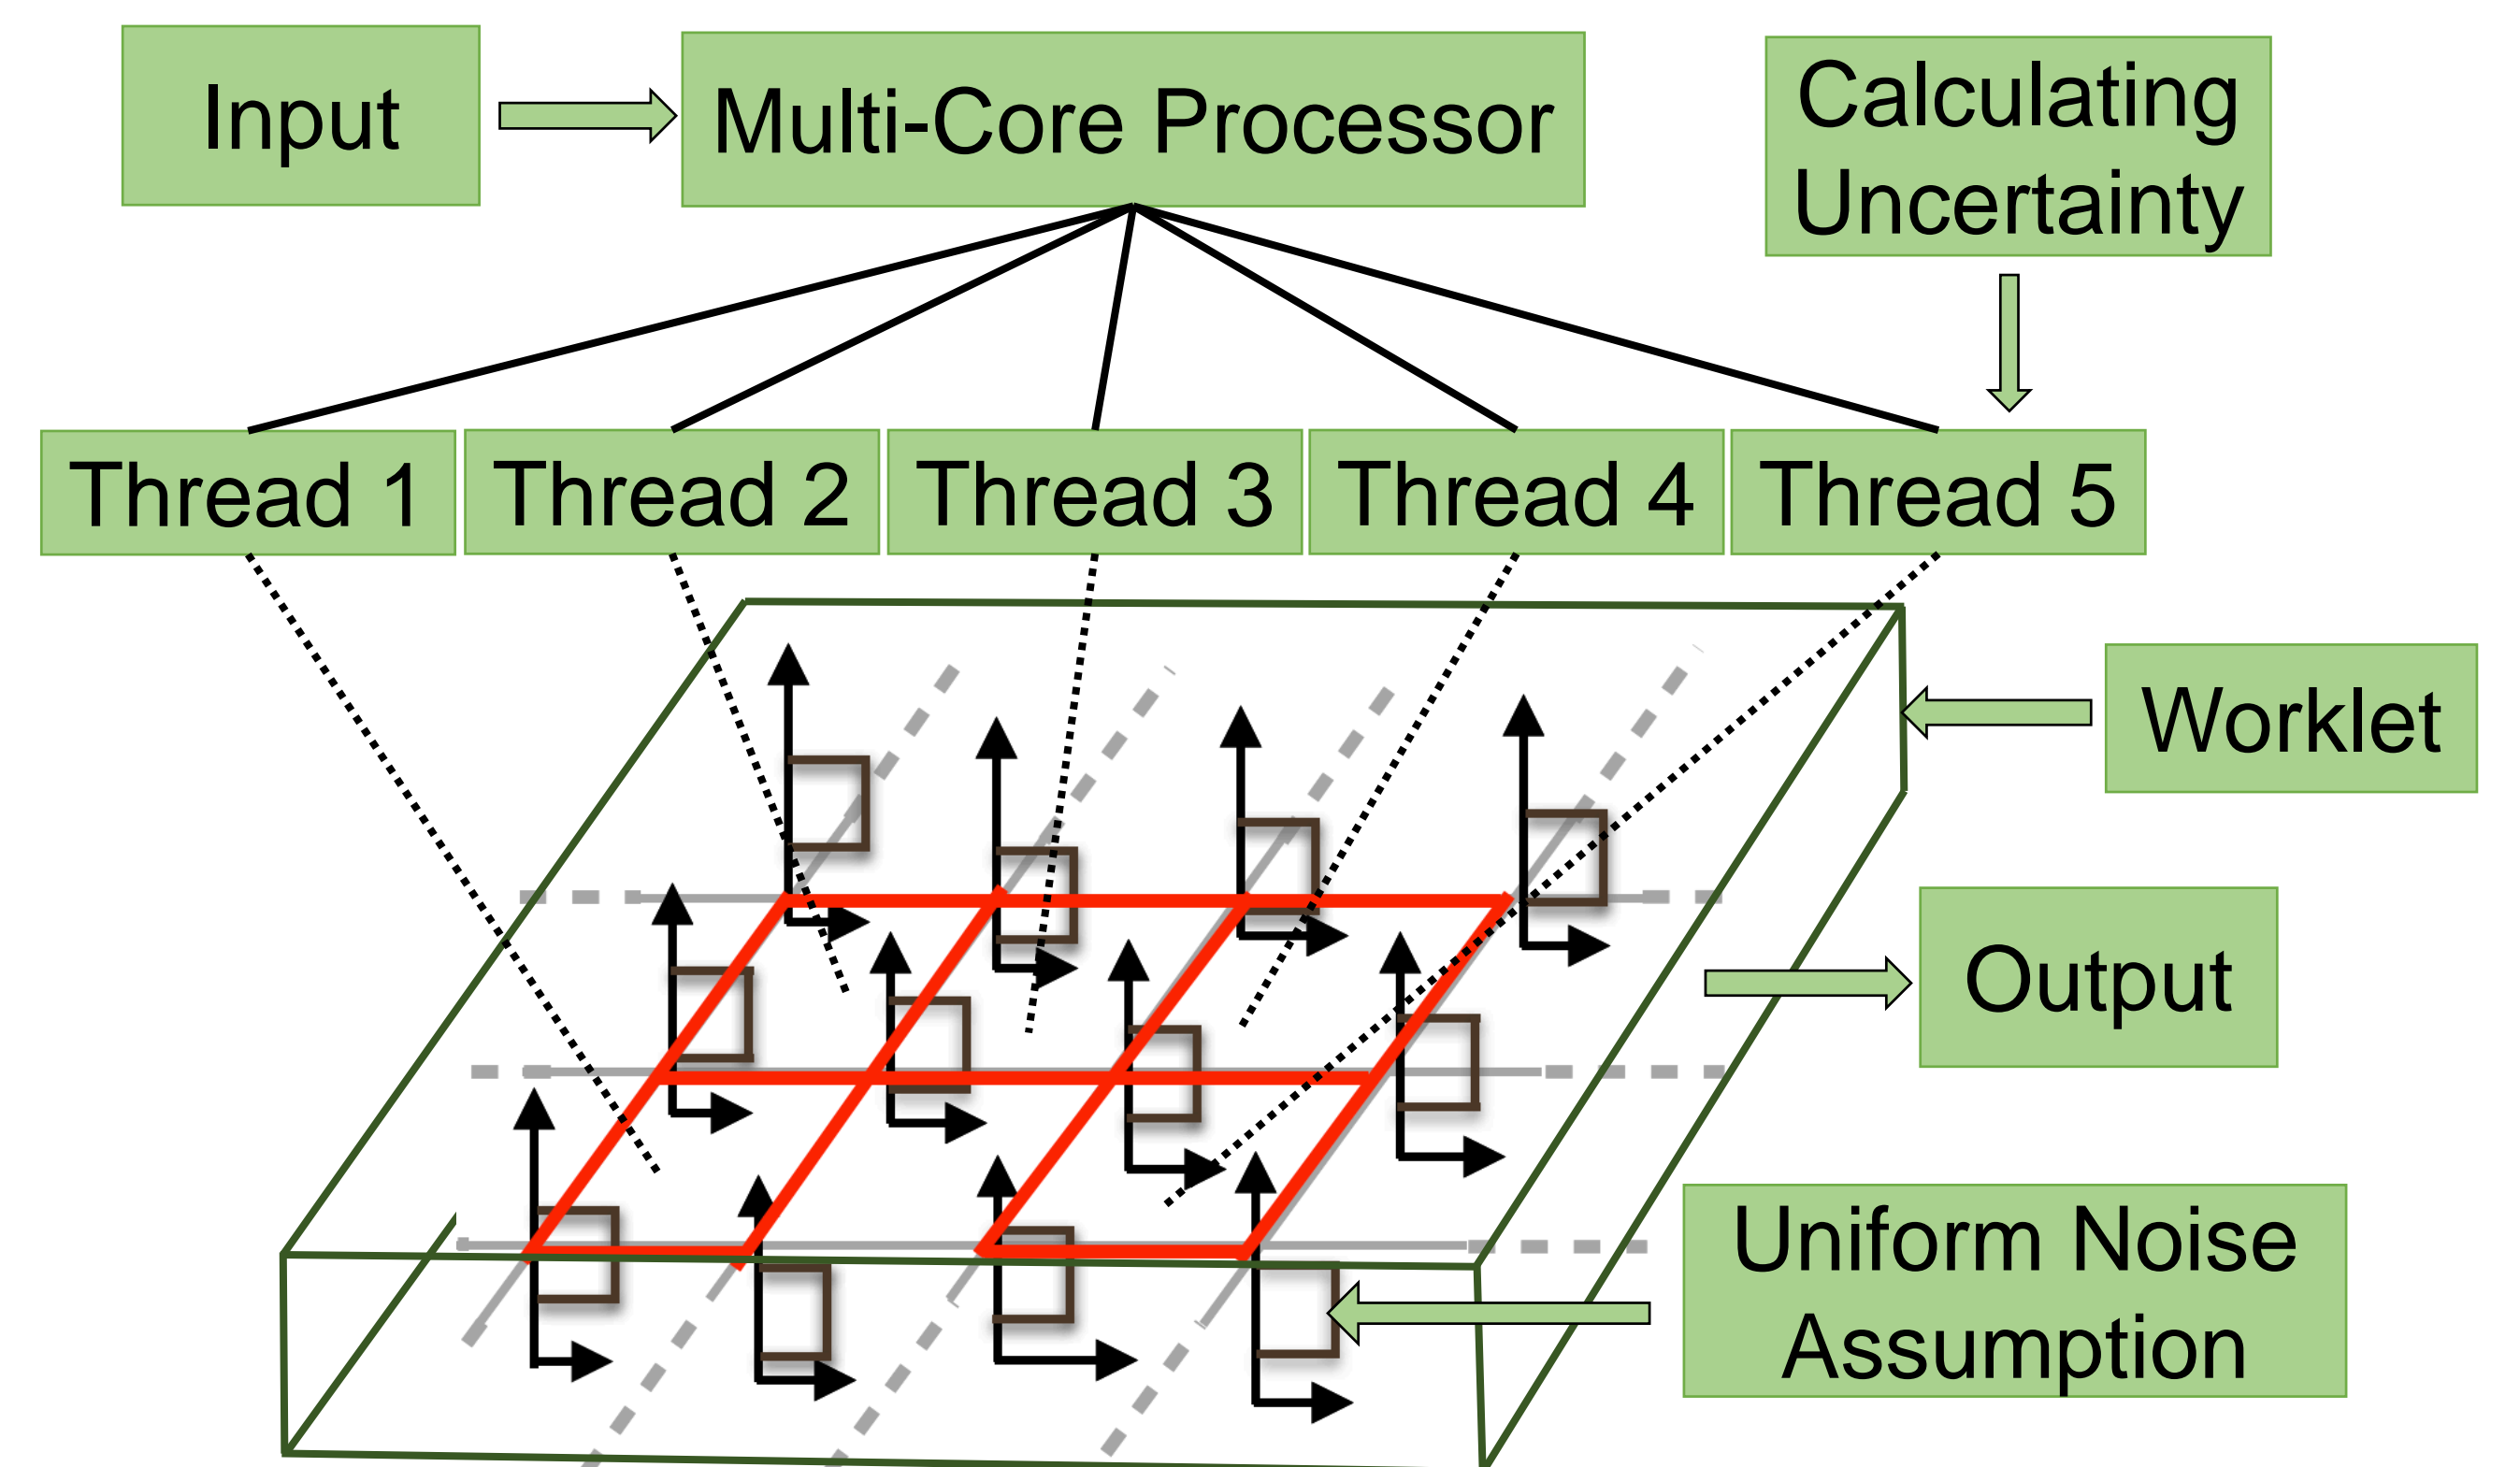 Input
Multi-Core Processor
Calculating
Uncertainty
Thread 1
Thread 2
Thread 3
Thread 4
Thread 5
Worklet
Output
Uniform Noise
Assumption